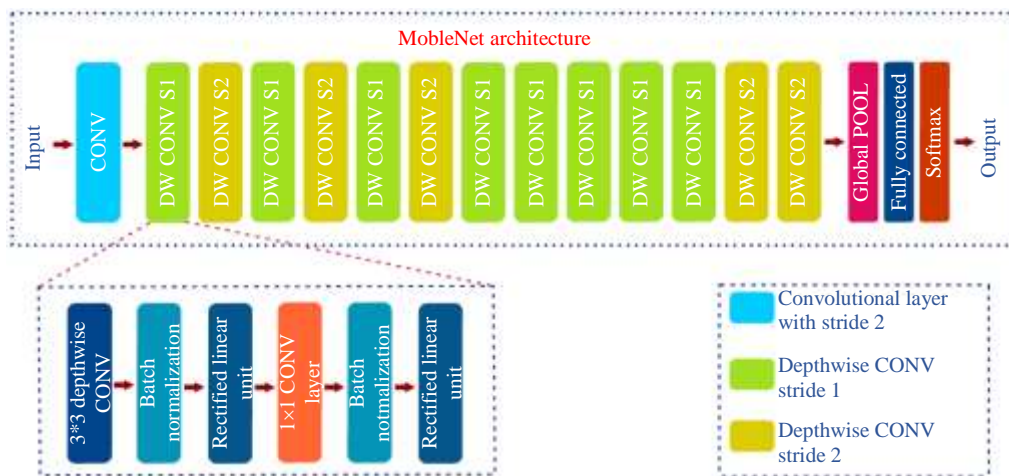 MobleNet architecture
Input
CONV
DW CONV S1
DW CONV S2
DW CONV S1
DW CONV S2
DW CONV S1
DW CONV S2
DW CONV S1
DW CONV S1
DW CONV S1
DW CONV S1
DW CONV S1
DW CONV S2
DW CONV S2
Global POOL
Fully connected
Softmax
Output
3*3 depthwise
CONV
Batch
normalization
Rectified linear
unit
1×1 CONV
layer
Batch
notmalization
Rectified linear
unit
Convolutional layer
with stride 2
Depthwise CONV
stride 1
Depthwise CONV
stride 2